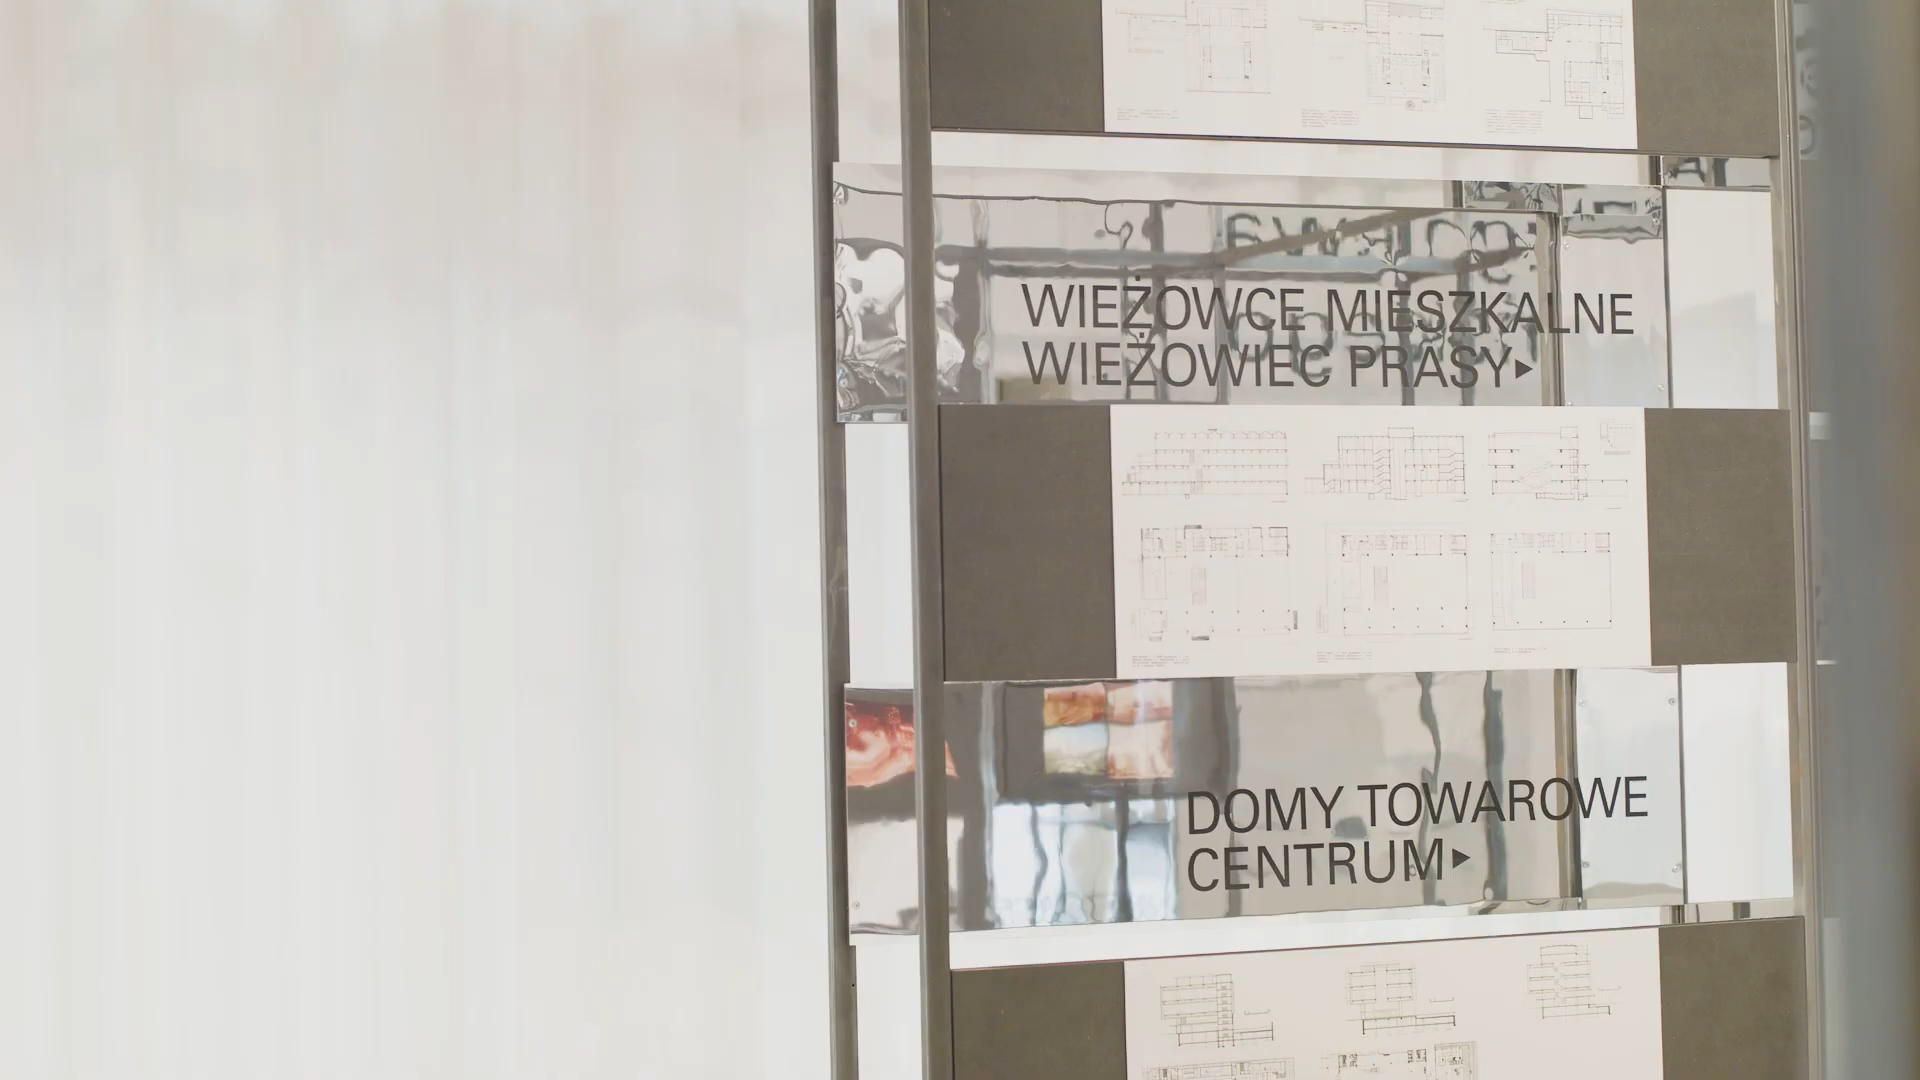 WIEŻOWCE MIESZKALNE
WIEŻOWIEC PRASY▸
DOMY TOWAROWE
CENTRUM▸